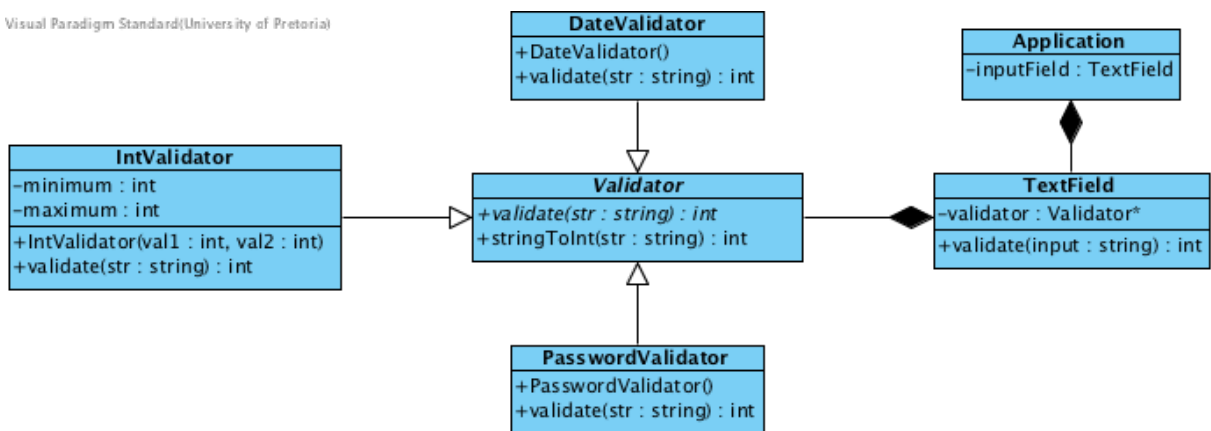 Visual Paradigm Standard(University of Pretoria)
DateValidator
+DateValidator()
+validate(str : string) : int
Application
-inputField : TextField
IntValidator
-minimum : int
-maximum : int
+IntValidator(val1 : int, val2 : int)
+validate(str : string) : int
Validator
+validate(str : string) : int
+stringToInt(str : string) : int
TextField
-validator : Validator*
+validate(input : string) : int
PasswordValidator
+PasswordValidator()
+validate(str : string) : int